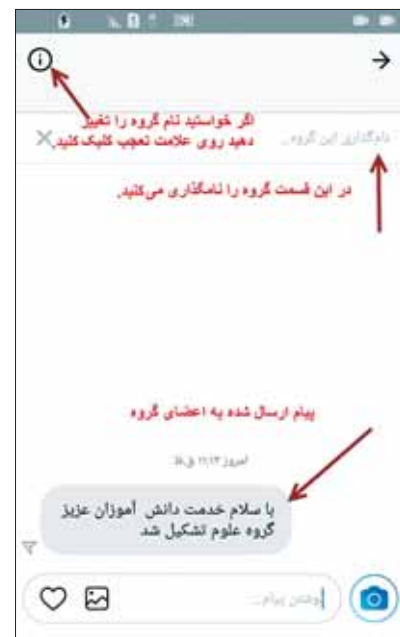 اگر خواستید نام گروه را تغییر
دهید روی علامت تعجب کلیک کنید.
نامگذاری این گروه...
در این قسمت گروه را نامگذاری می‌کنید.
پیام ارسال شده به اعضای گروه
امروز ۱۱:۱۳ ق.ظ
با سلام خدمت دانش آموزان عزیز
گروه علوم تشکیل شد
نوشتن پیام...